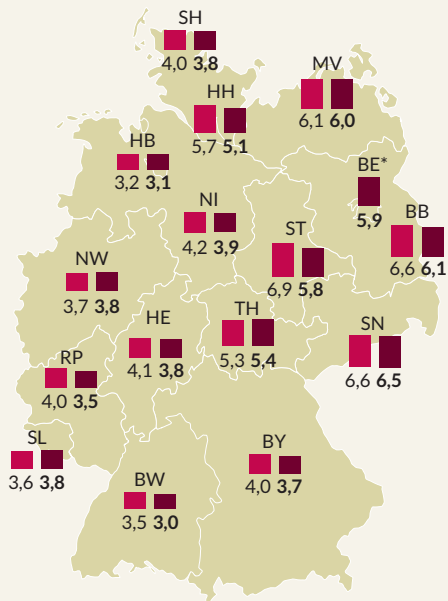 SH
4,0 3,8
MV
6,1 6,0
HH
5,7 5,1
HB
3,2 3,1
BE*
5,9
NI
4,2 3,9
ST
6,9 5,8
BB
6,6 6,1
NW
3,7 3,8
HE
4,1 3,8
TH
5,3 5,4
SN
6,6 6,5
RP
4,0 3,5
SL
3,6 3,8
BW
3,5 3,0
BY
4,0 3,7